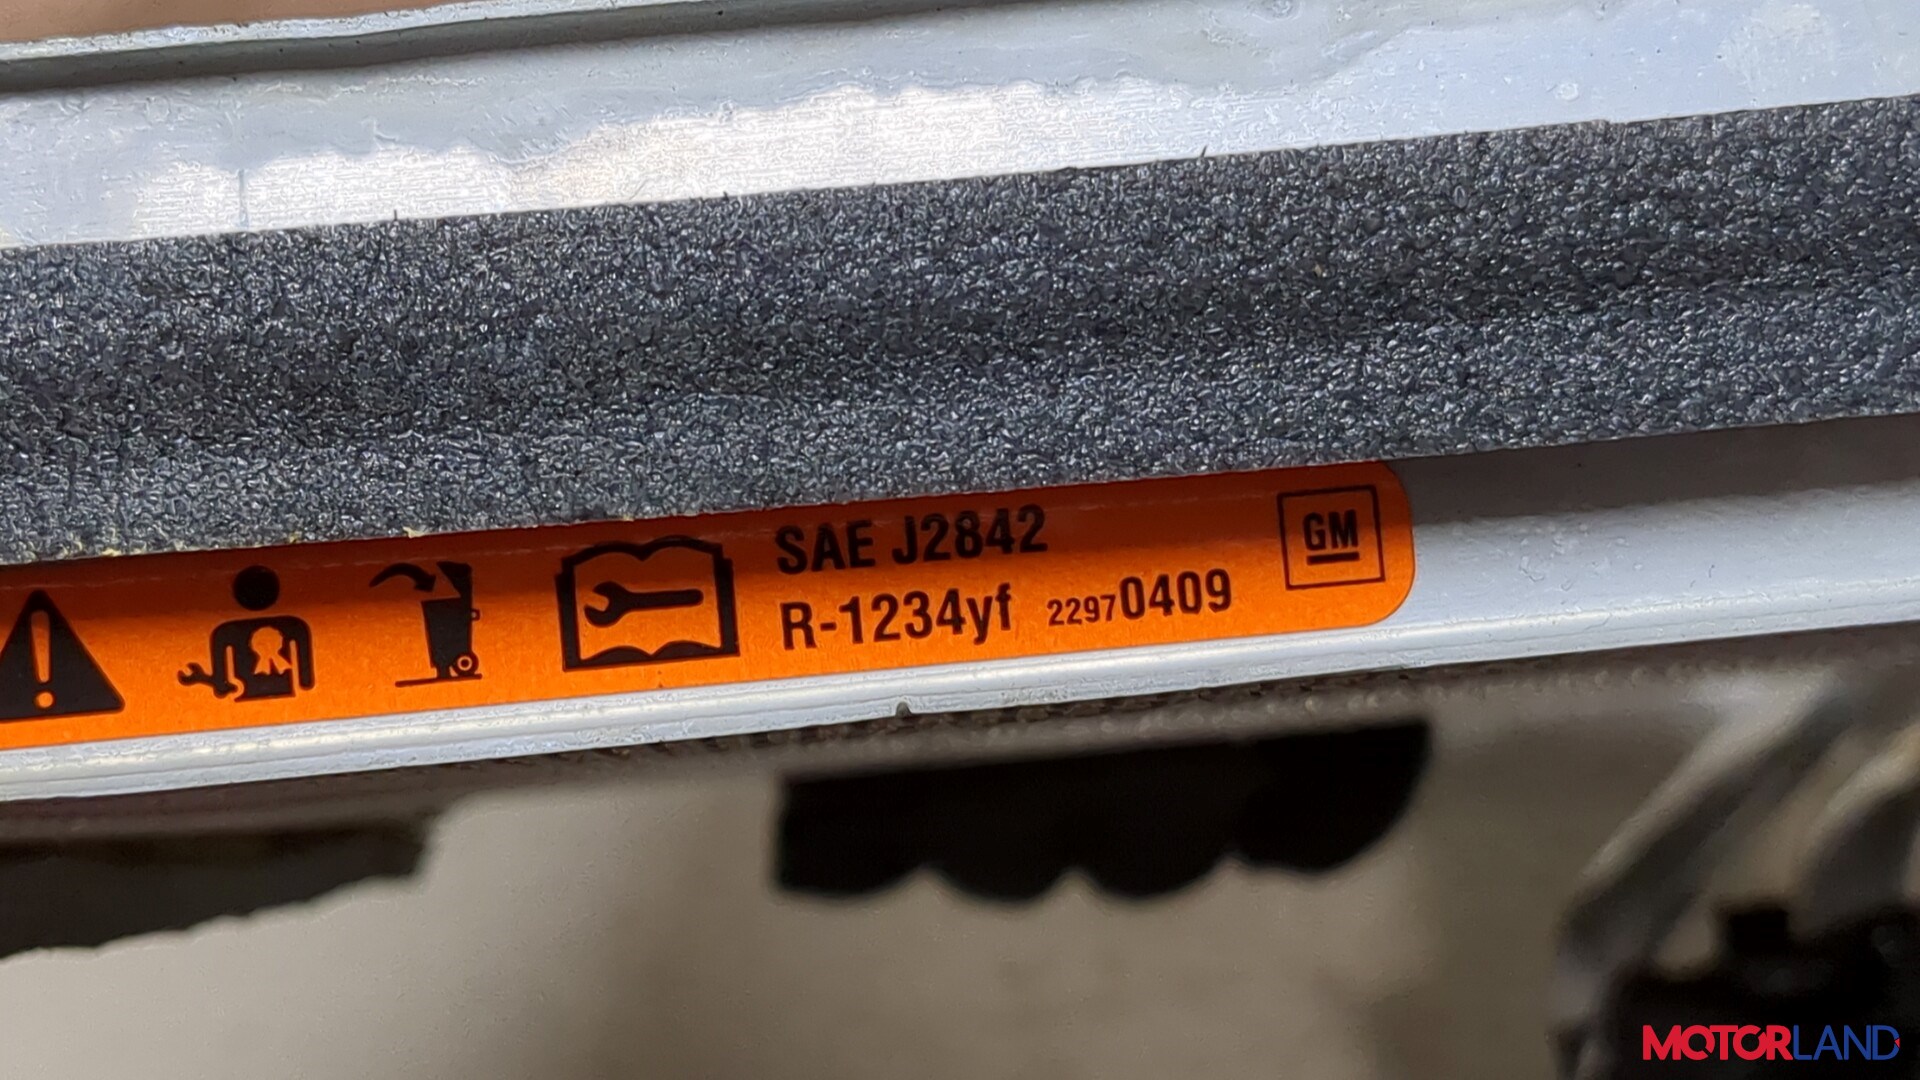 SAE J2842
R-1234yf 22970409
GM
MOTORLAND